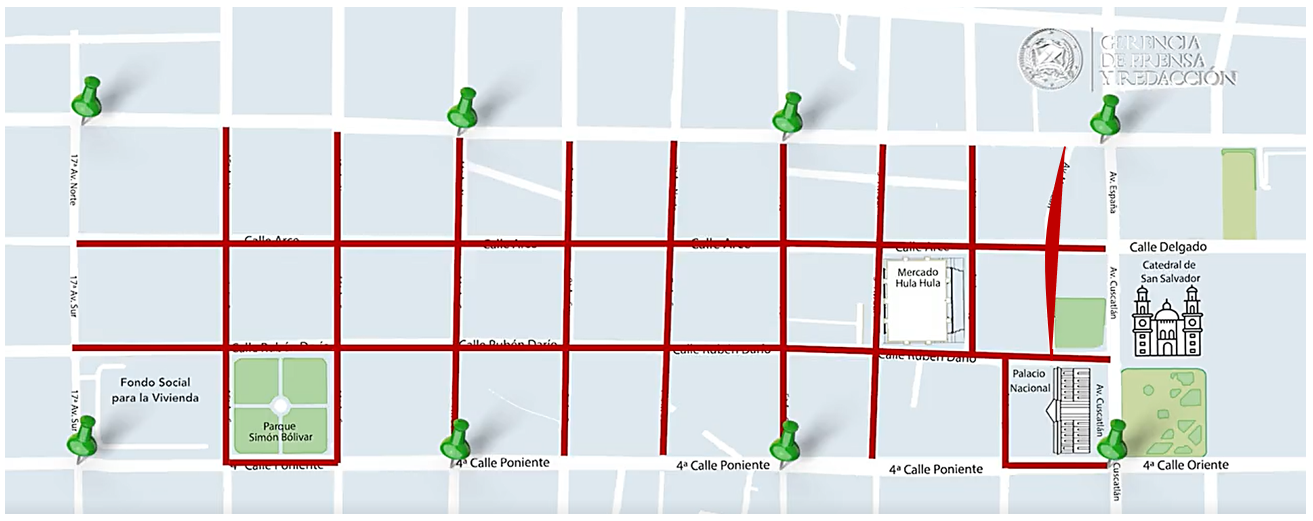 GERENCIA
DE PRENSA
Y REDACCIÓN
17ª Av. Norte
Av. España
Calle Arce
Calle Arce
Calle Arce
Calle Arce
Calle Delgado
17ª Av. Sur
Mercado
Hula Hula
Av. Cuscatlán
Catedral de
San Salvador
Calle Rubén Darío
Calle Rubén Darío
Calle Rubén Darío
Calle Rubén Darío
Fondo Social
para la Vivienda
17ª Av. Sur
Parque
Simón Bólivar
Palacio
Nacional
Av. Cuscatlán
4ª Calle Poniente
4ª Calle Poniente
4ª Calle Poniente
4ª Calle Poniente
4ª Calle Oriente
Cuscatlán